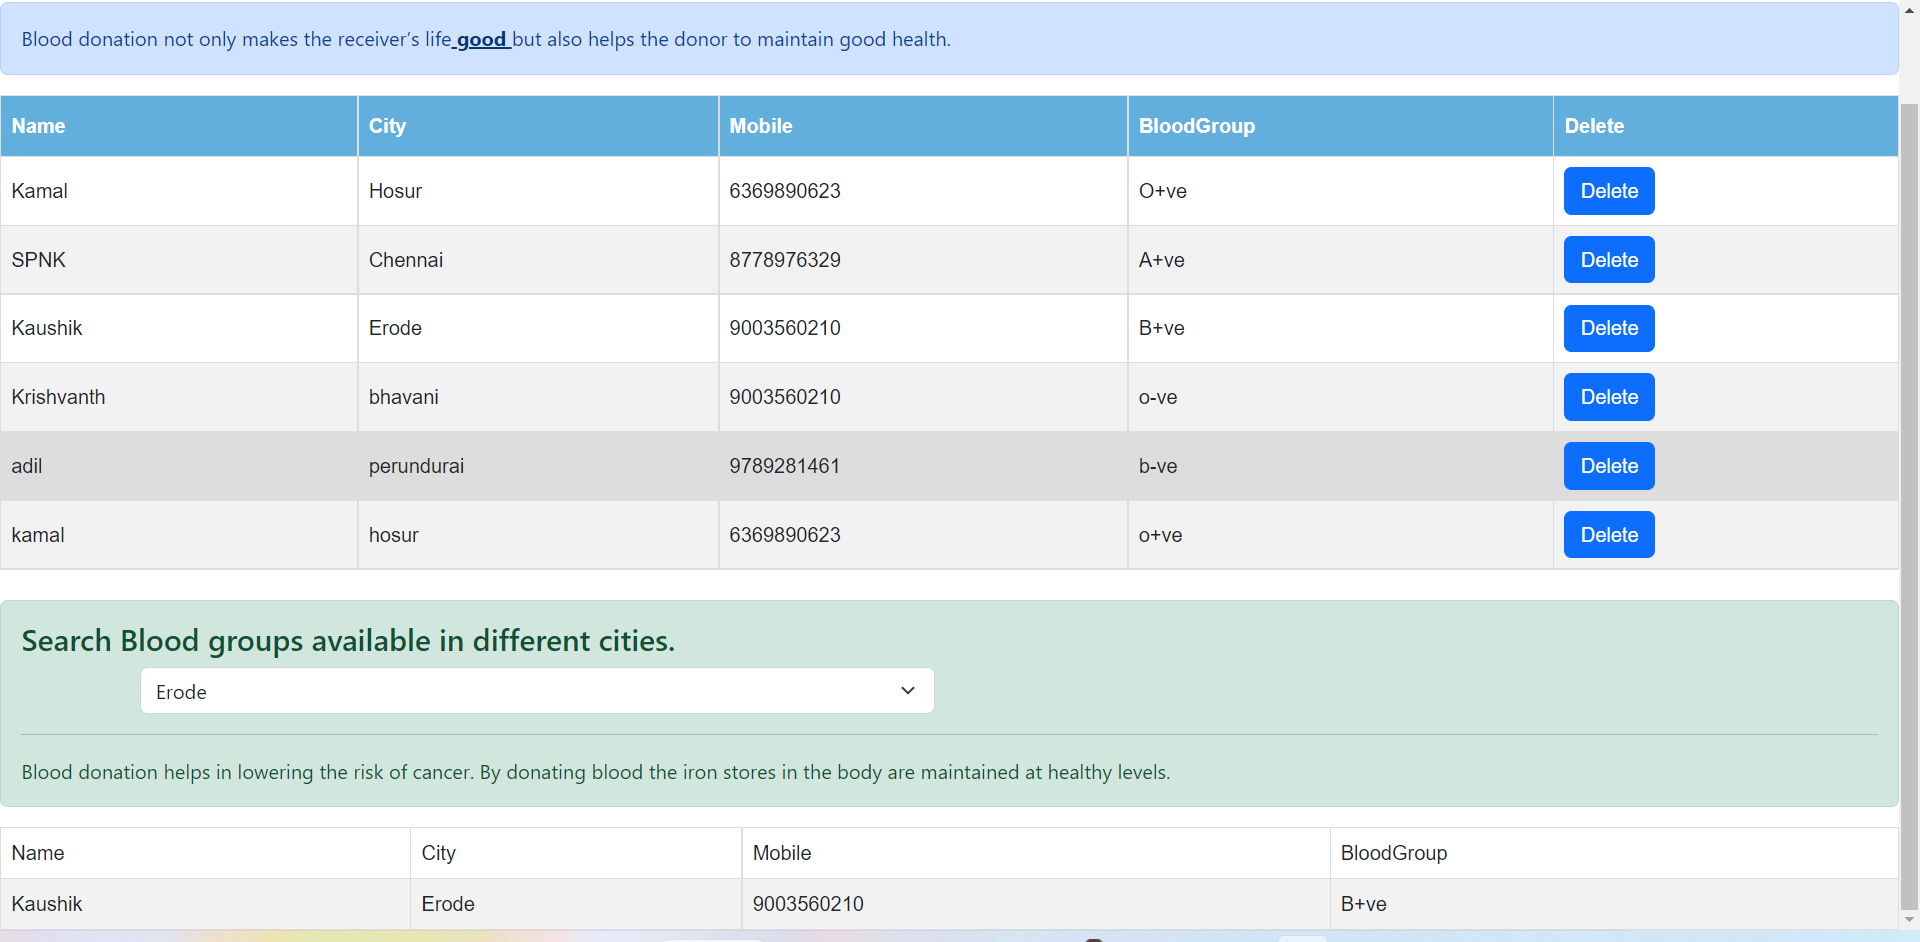 Blood donation not only makes the receiver’s life good but also helps the donor to maintain good health.
Name City Mobile BloodGroup Delete
Kamal Hosur 6369890623 O+ve Delete
SPNK Chennai 8778976329 A+ve Delete
Kaushik Erode 9003560210 B+ve Delete
Krishvanth bhavani 9003560210 o-ve Delete
adil perundurai 9789281461 b-ve Delete
kamal hosur 6369890623 o+ve Delete
Search Blood groups available in different cities.
Erode
Blood donation helps in lowering the risk of cancer. By donating blood the iron stores in the body are maintained at healthy levels.
Name City Mobile BloodGroup
Kaushik Erode 9003560210 B+ve